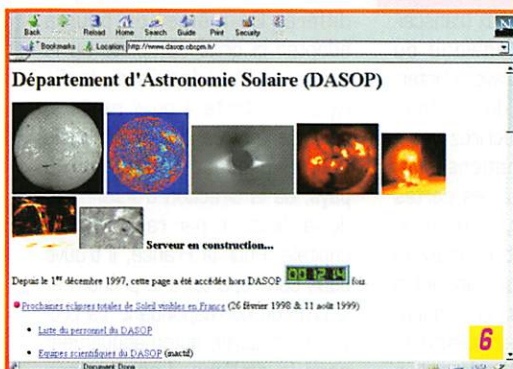 Back Reload Home Search Guide Print Security N
Bookmarks Location: http://www.dasop.obspm.fr/
Département d'Astronomie Solaire (DASOP)
Serveur en construction...
Depuis le 1er décembre 1997, cette page a été accédée hors DASOP 001214 fois
Prochaines eclipses totales de Soleil visibles en France (26 février 1998 & 11 août 1999)
Liste du personnel du DASOP
Equipes scientifiques du DASOP (inactif)
6
Document: Done